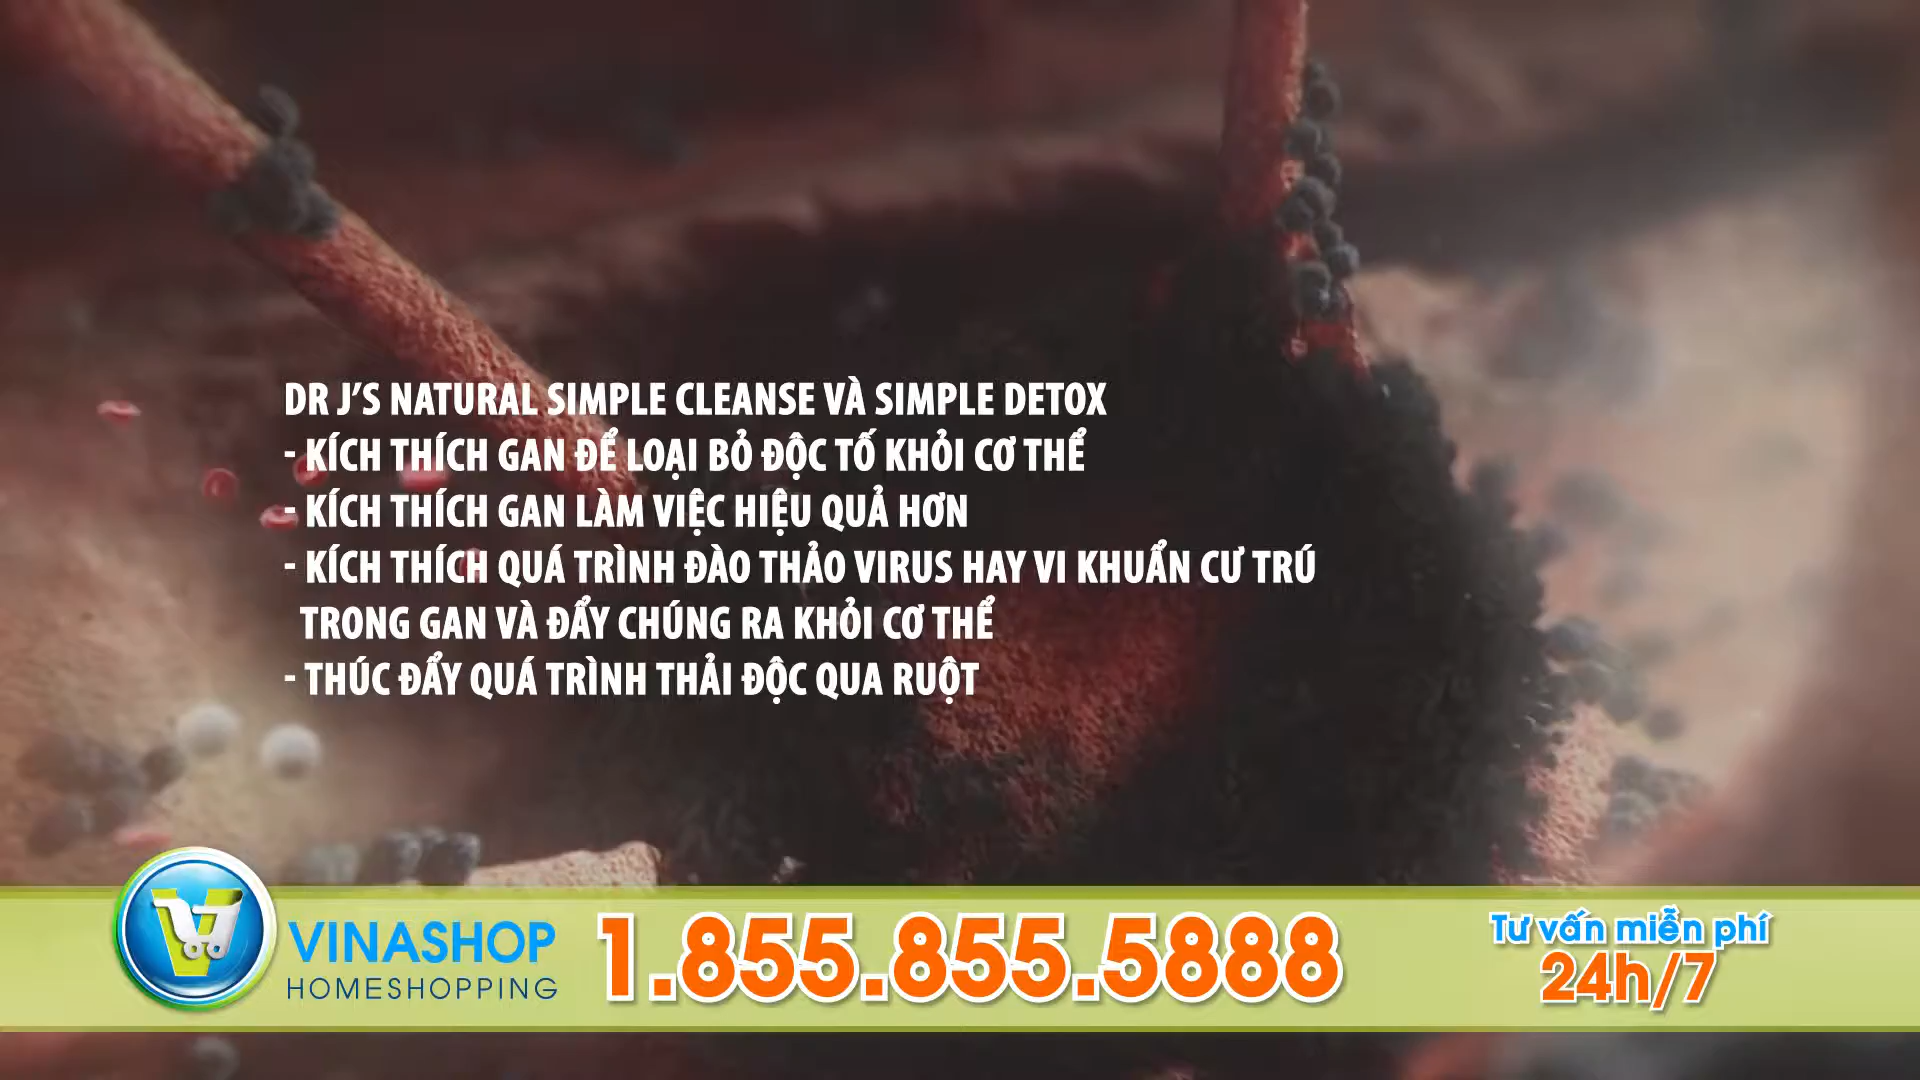 DR J'S NATURAL SIMPLE CLEANSE VÀ SIMPLE DETOX
- KÍCH THÍCH GAN ĐỂ LOẠI BỎ ĐỘC TỐ KHỎI CƠ THỂ
- KÍCH THÍCH GAN LÀM VIỆC HIỆU QUẢ HƠN
- KÍCH THÍCH QUÁ TRÌNH ĐÀO THẢO VIRUS HAY VI KHUẨN CƯ TRÚ
TRONG GAN VÀ ĐẨY CHÚNG RA KHỎI CƠ THỂ
- THÚC ĐẨY QUÁ TRÌNH THẢI ĐỘC QUA RUỘT
VINASHOP
HOMESHOPPING
1.855.855.5888
Tư vấn miễn phí
24h/7